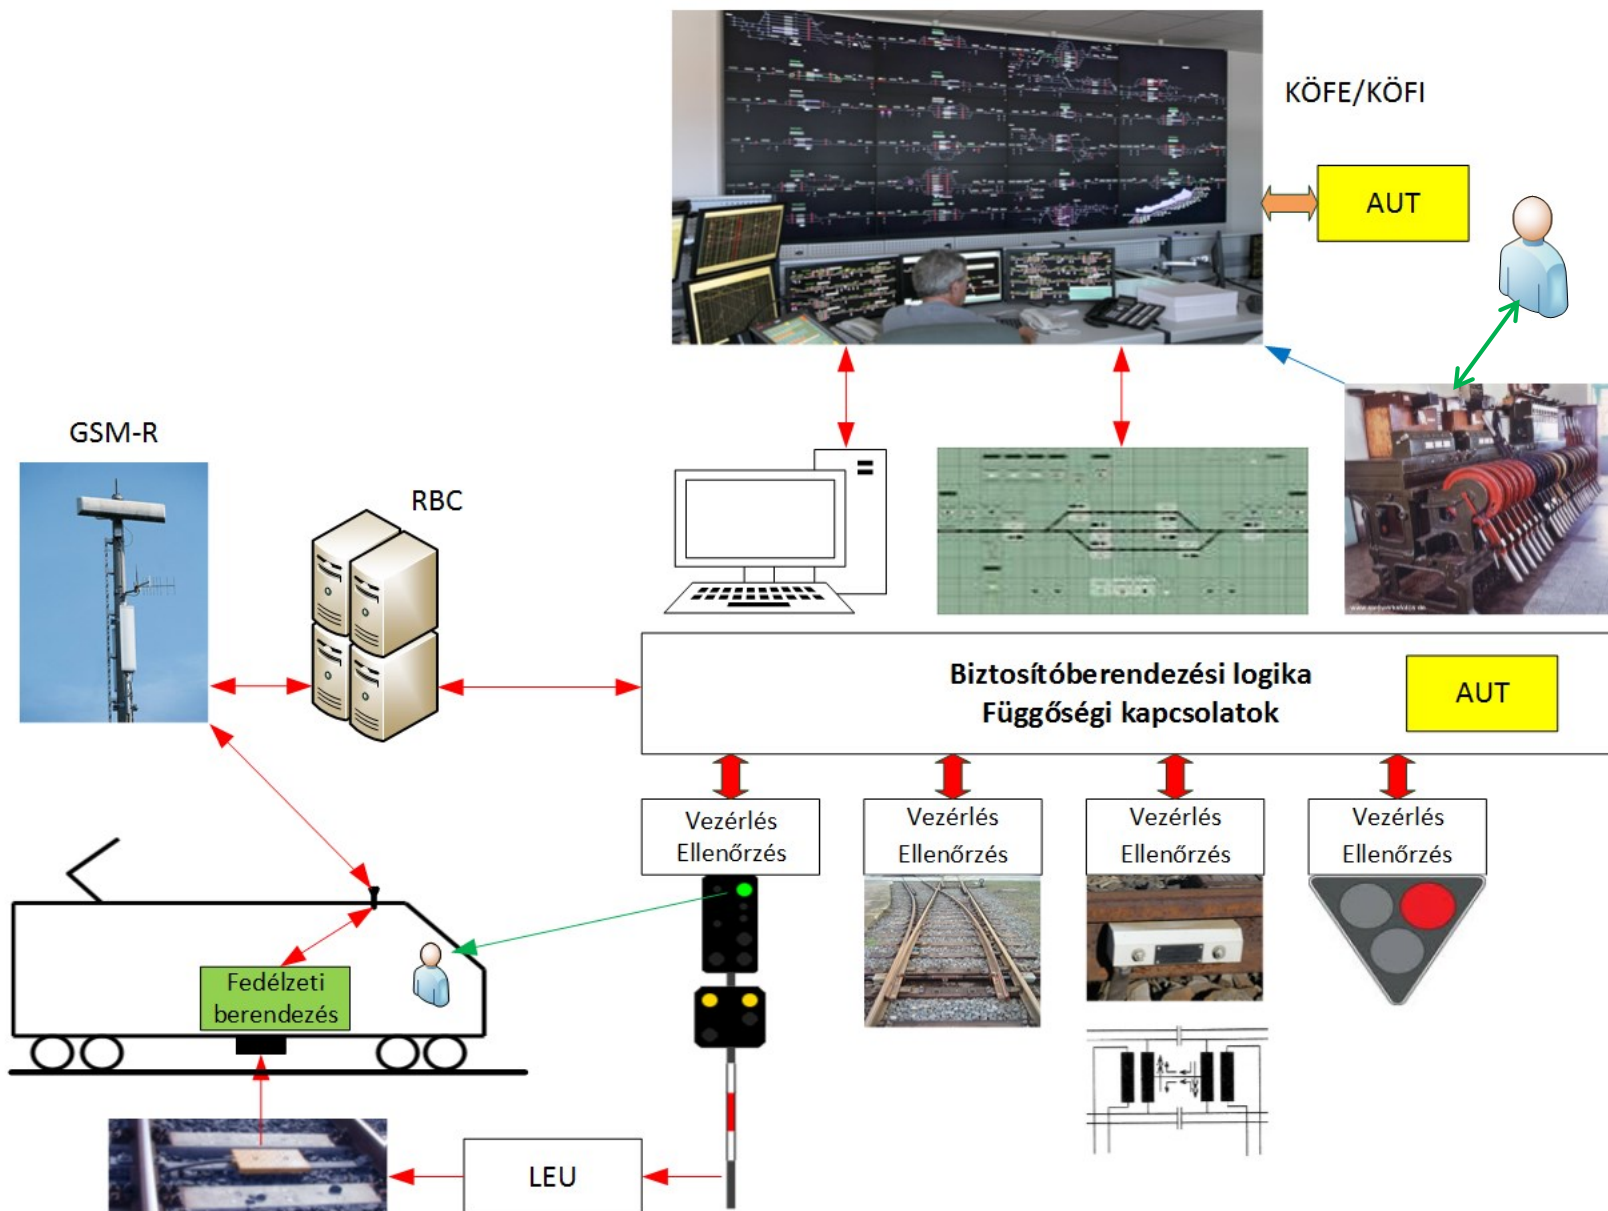 KÖFE/KÖFI
AUT
GSM-R
RBC
Biztosítóberendezési logika
Függőségi kapcsolatok
AUT
Vezérlés
Ellenőrzés
Vezérlés
Ellenőrzés
Vezérlés
Ellenőrzés
Vezérlés
Ellenőrzés
Fedélzeti
berendezés
LEU